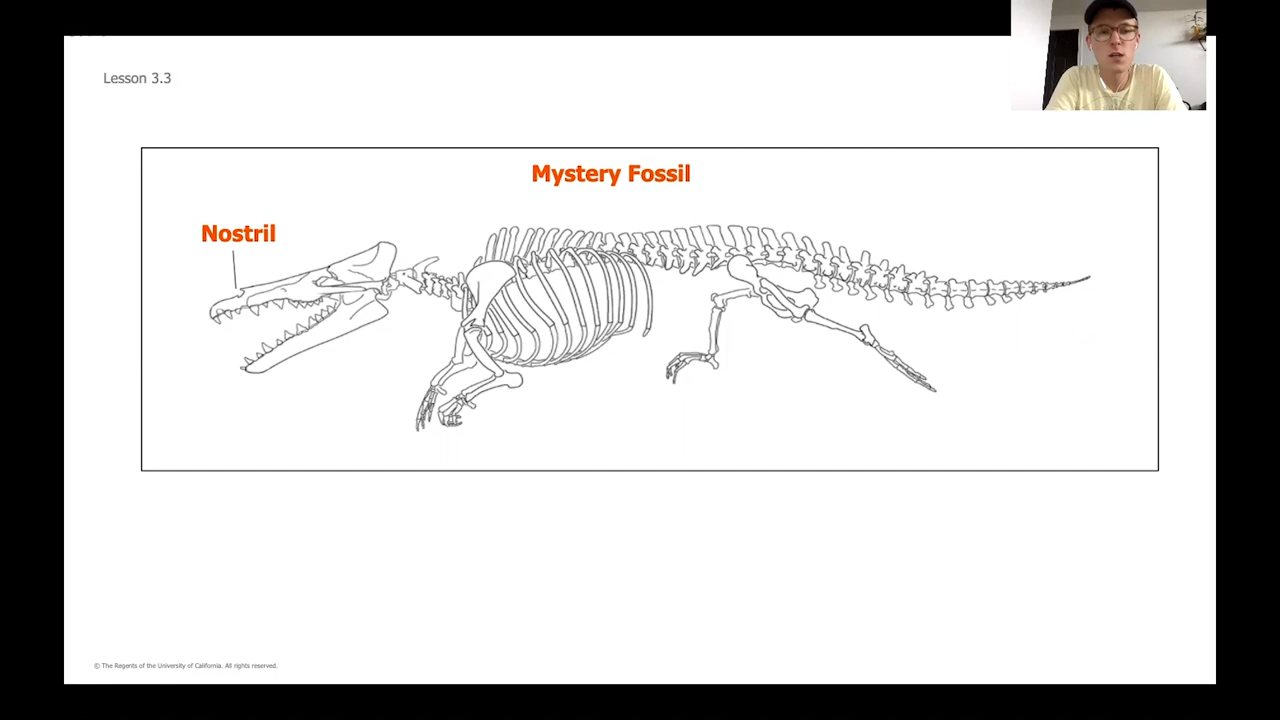 Lesson 3.3
Mystery Fossil
Nostril
© The Regents of the University of California. All rights reserved.